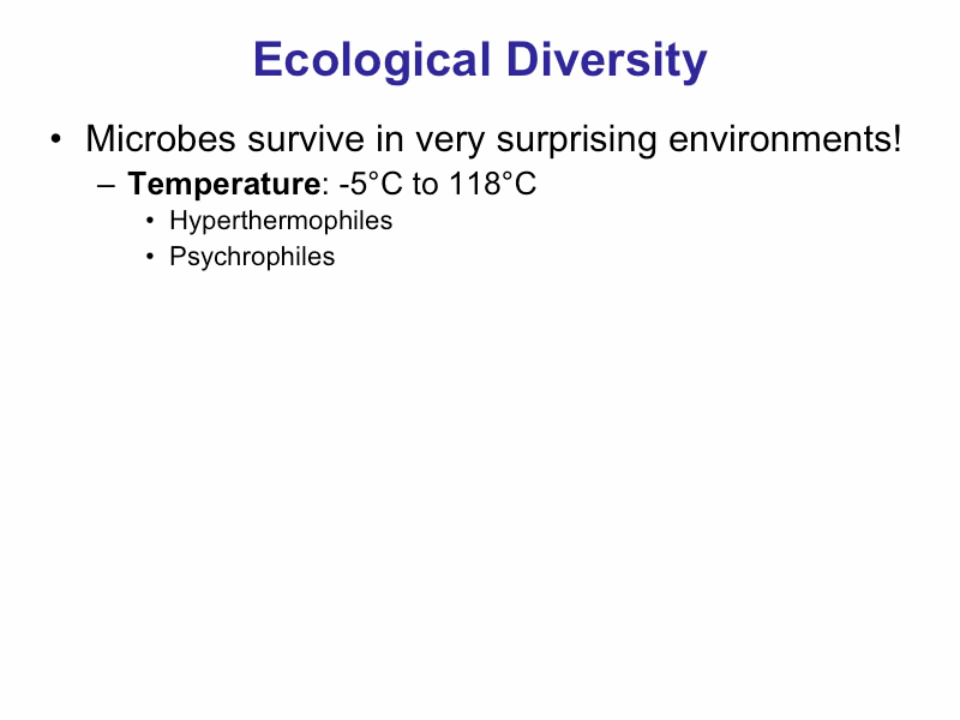 Ecological Diversity
• Microbes survive in very surprising environments!
– Temperature: -5°C to 118°C
• Hyperthermophiles
• Psychrophiles